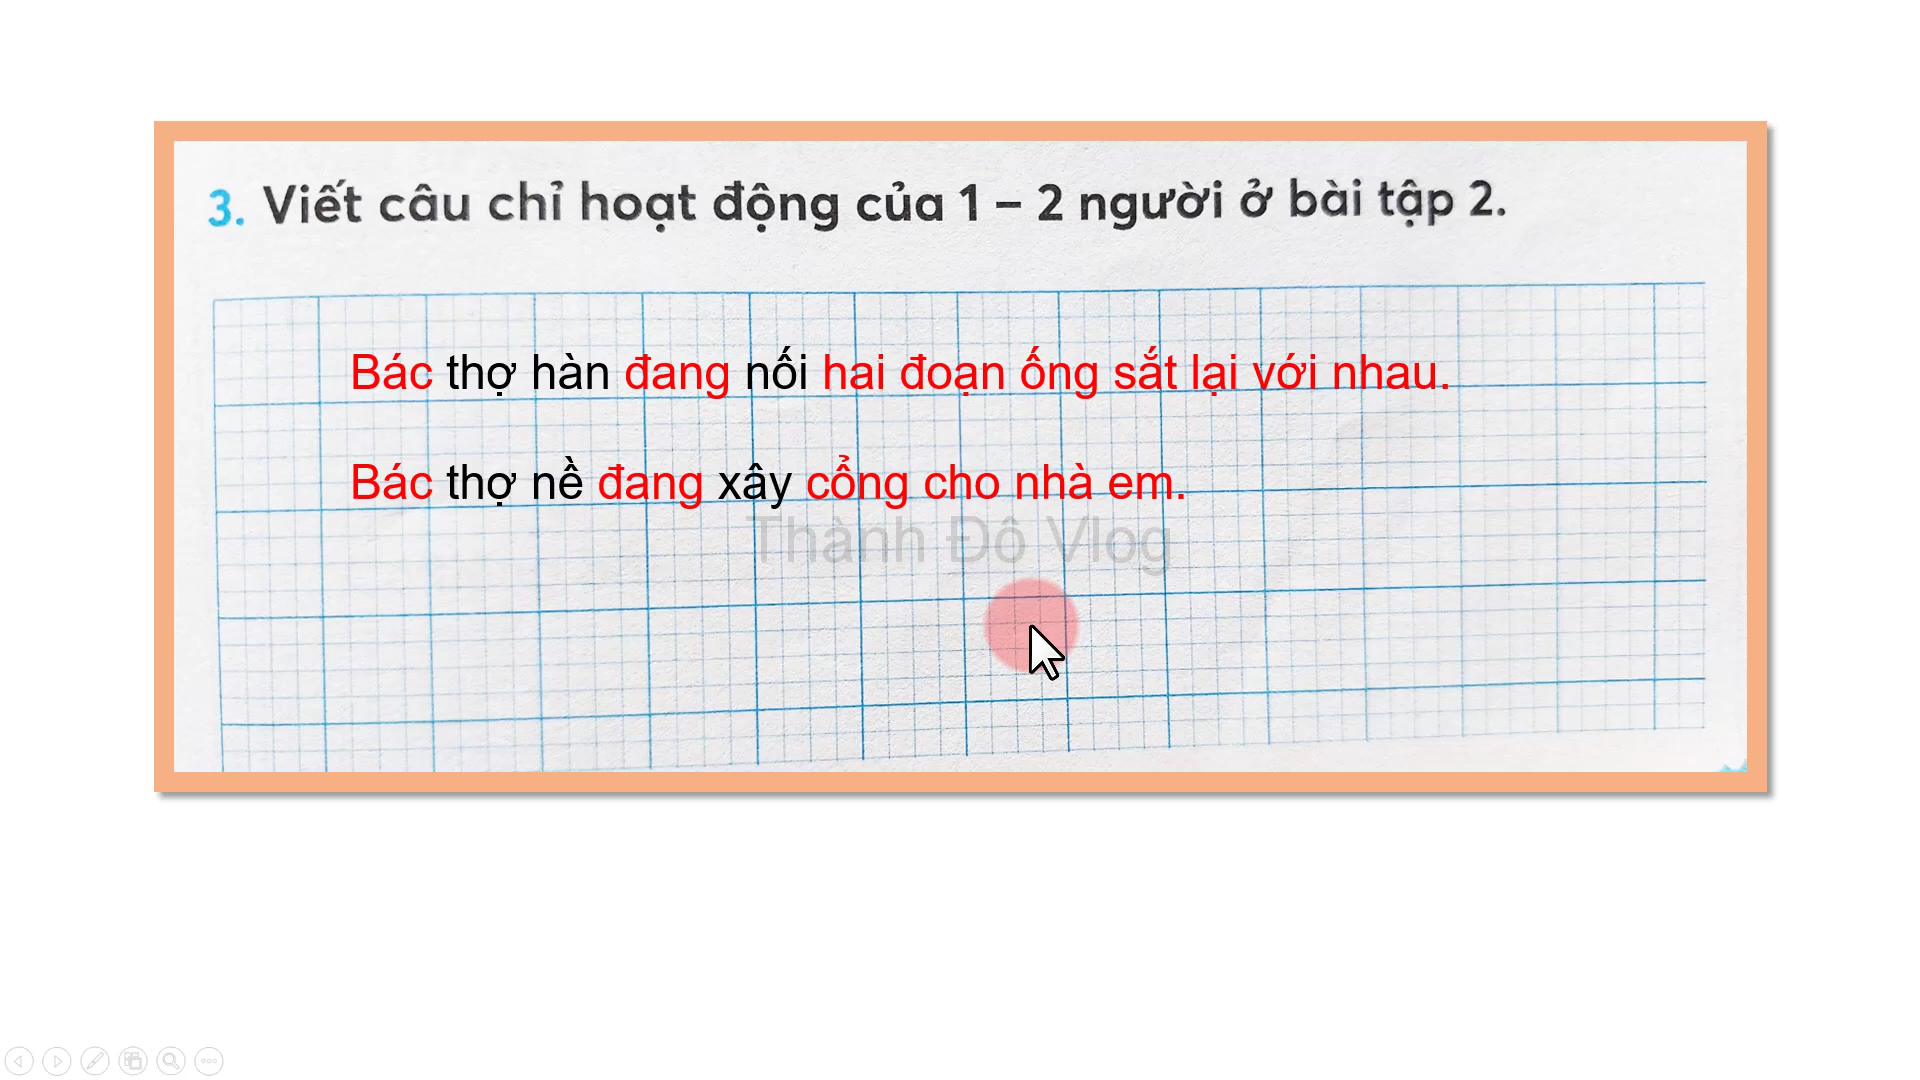 3. Viết câu chỉ hoạt động của 1 – 2 người ở bài tập 2.
Bác thợ hàn đang nối hai đoạn ống sắt lại với nhau.
Bác thợ nề đang xây cổng cho nhà em.
Thành Đô Vlog